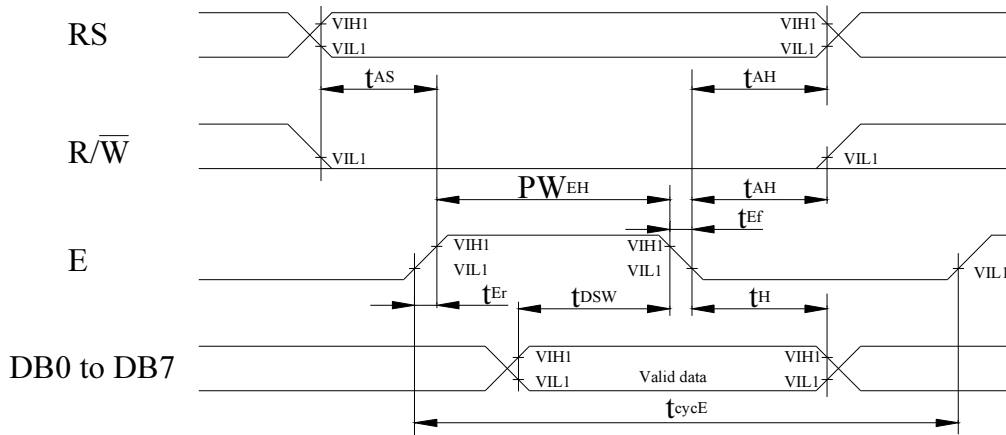 RS VIH1 VIL1 VIH1 VIL1
tAS tAH
R/W̅ VIL1 VIL1
PWEH tAH
tEf
E VIH1 VIL1 VIH1 VIL1 VIL1
tEr tDSW tH
DB0 to DB7 VIH1 VIL1 Valid data VIH1 VIL1
tcycE